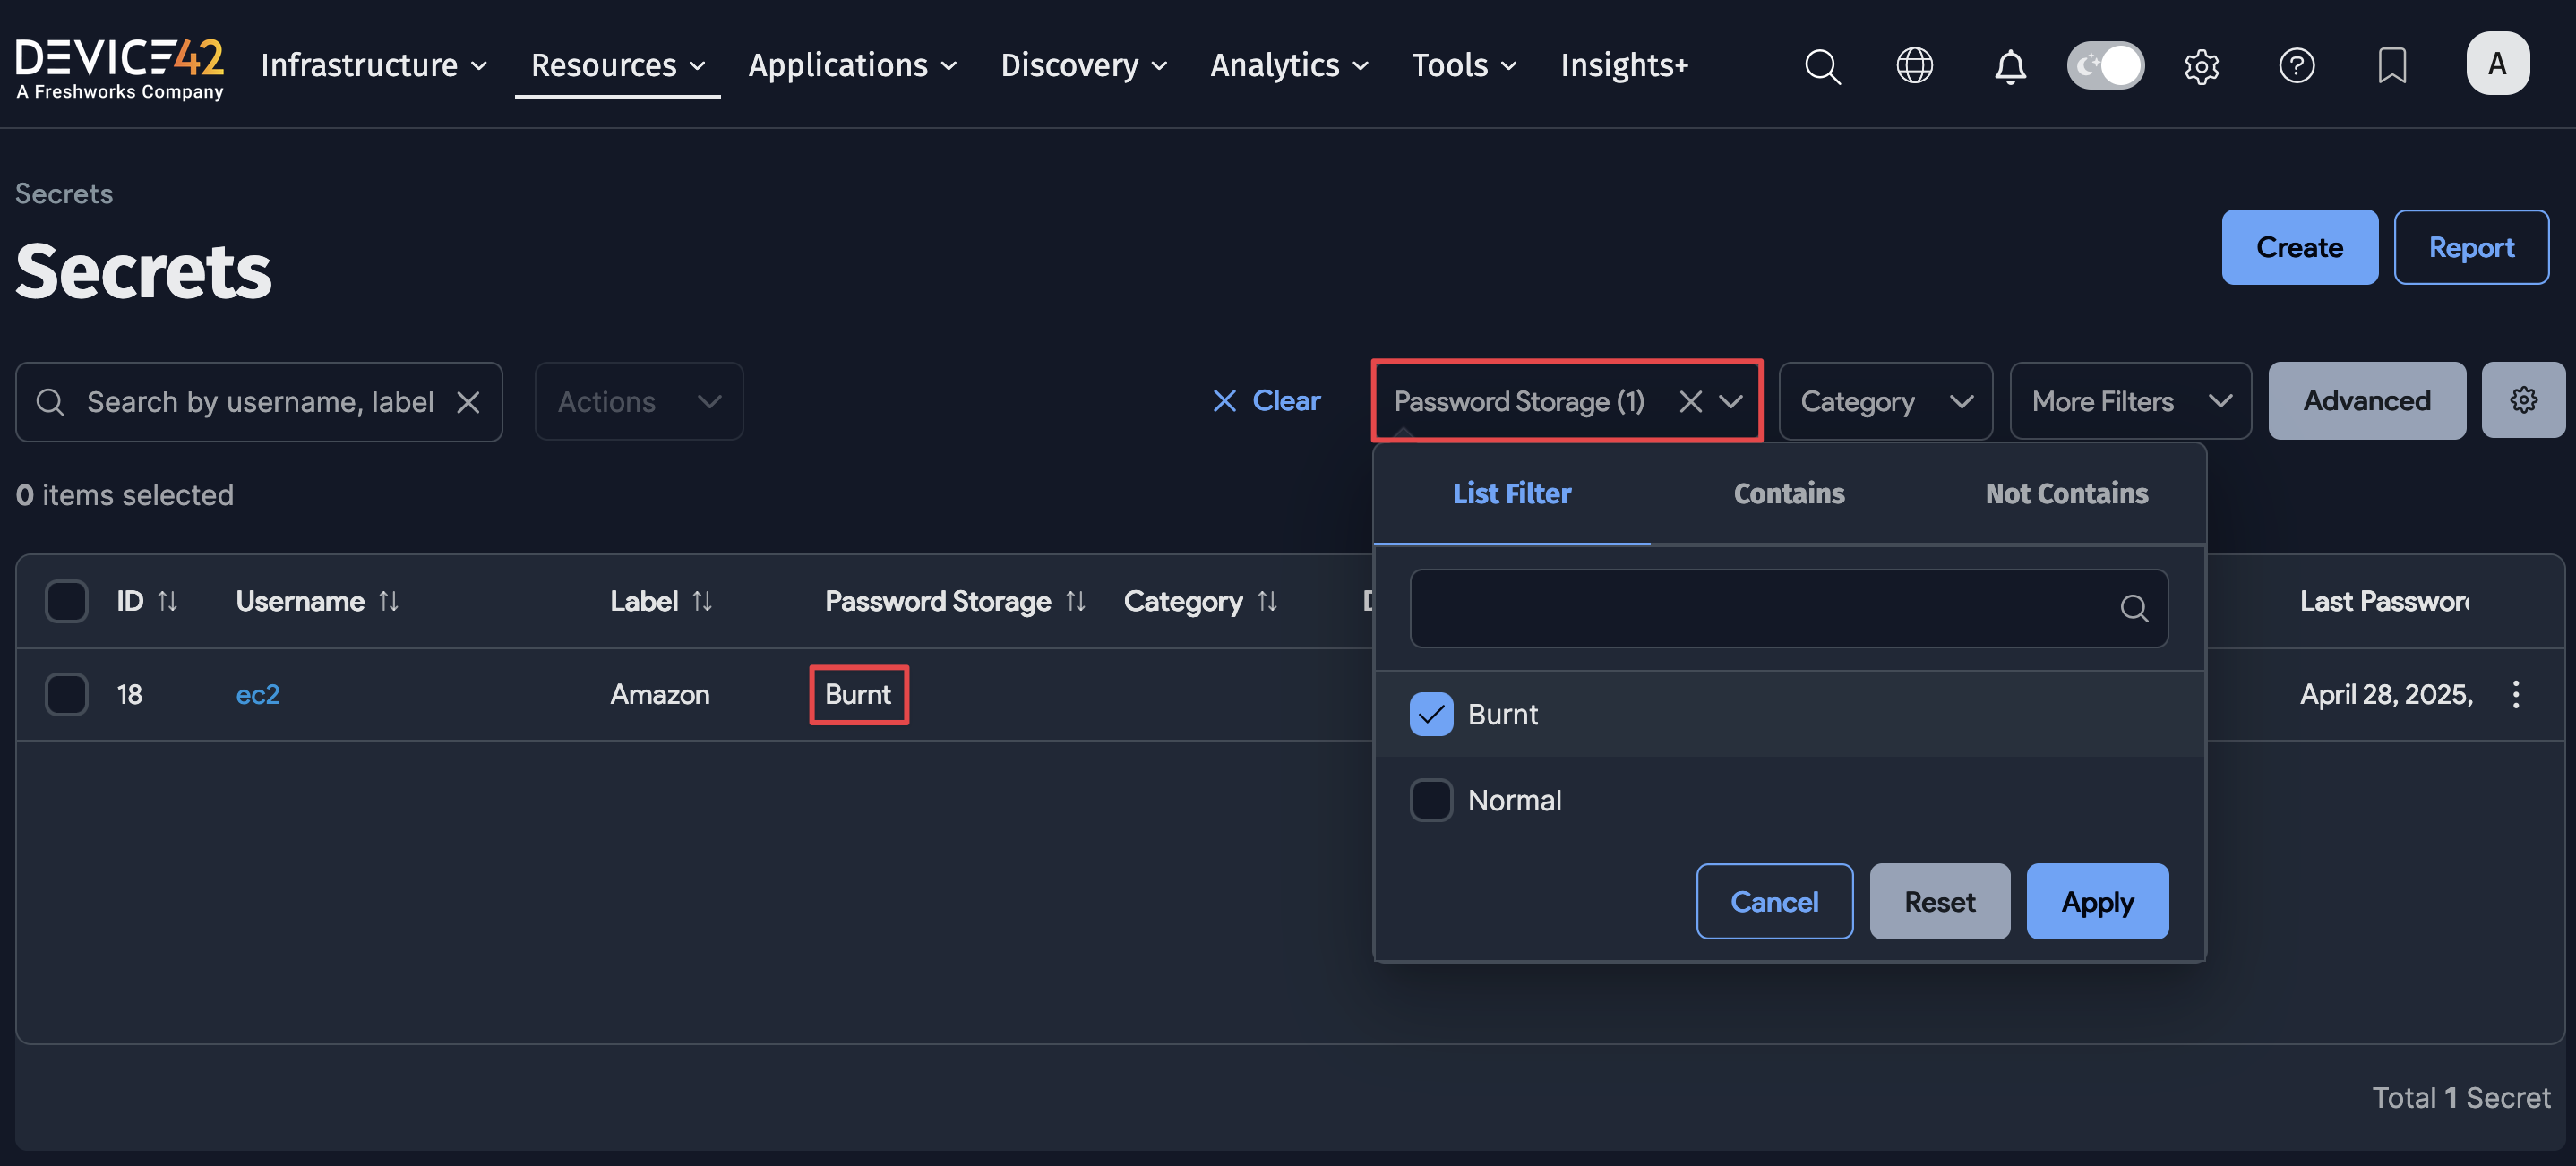 DEVICE42
A Freshworks Company
Infrastructure Resources Applications Discovery Analytics Tools Insights+
A
Secrets
Secrets
Create Report
Search by username, label Actions Clear Password Storage (1) Category More Filters Advanced
0 items selected
List Filter Contains Not Contains
ID Username Label Password Storage Category Last Password
18 ec2 Amazon Burnt April 28, 2025,
Burnt
Normal
Cancel Reset Apply
Total 1 Secret